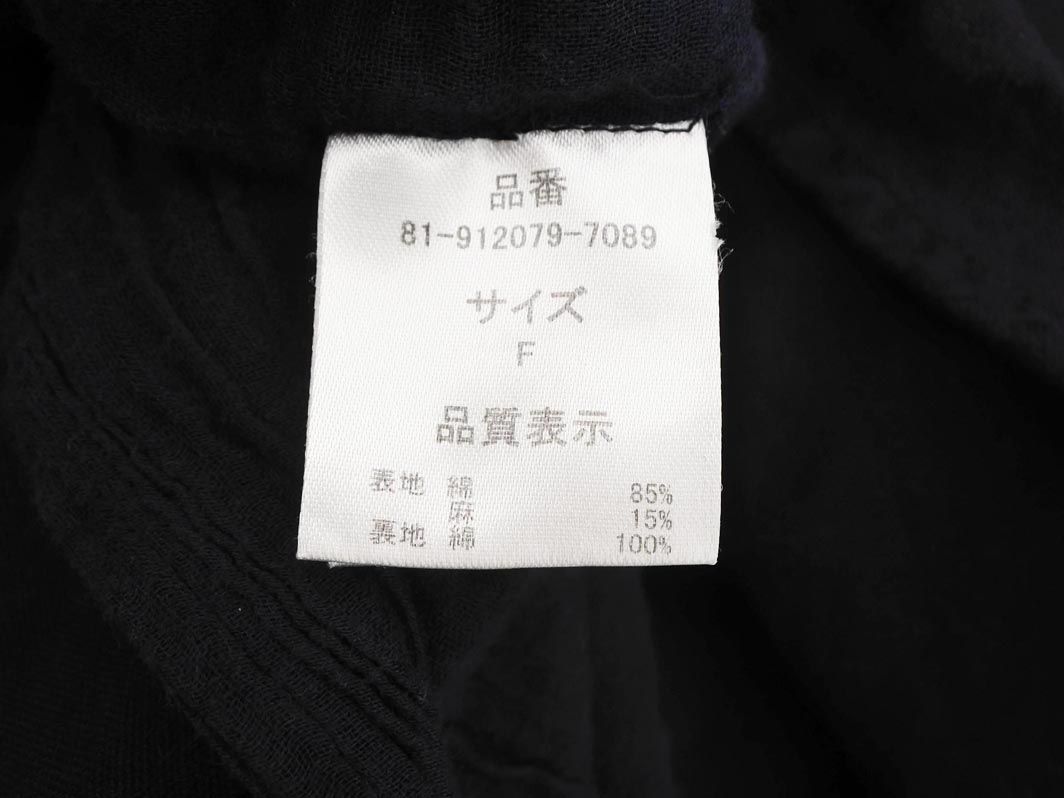 品番
81-912079-7089
サイズ
F
品質表示
表地 綿 85%
麻 15%
裏地 綿 100%